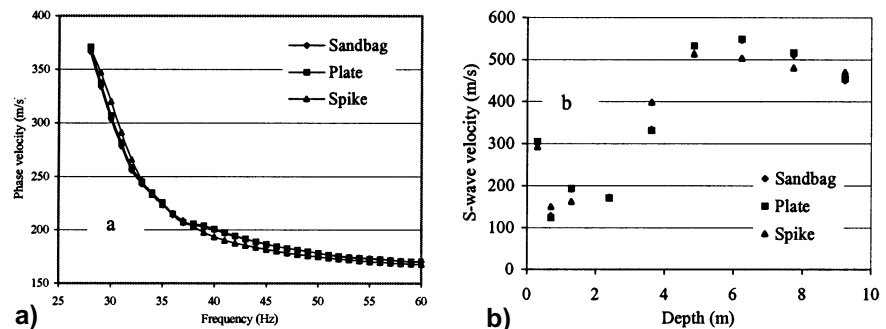 400
350
300
250
200
150
Phase velocity (m/s)
Sandbag
Plate
Spike
a
25 30 35 40 45 50 55 60
Frequency (Hz)
a)
600
500
400
300
200
100
0
S-wave velocity (m/s)
b
Sandbag
Plate
Spike
0 2 4 6 8 10
Depth (m)
b)